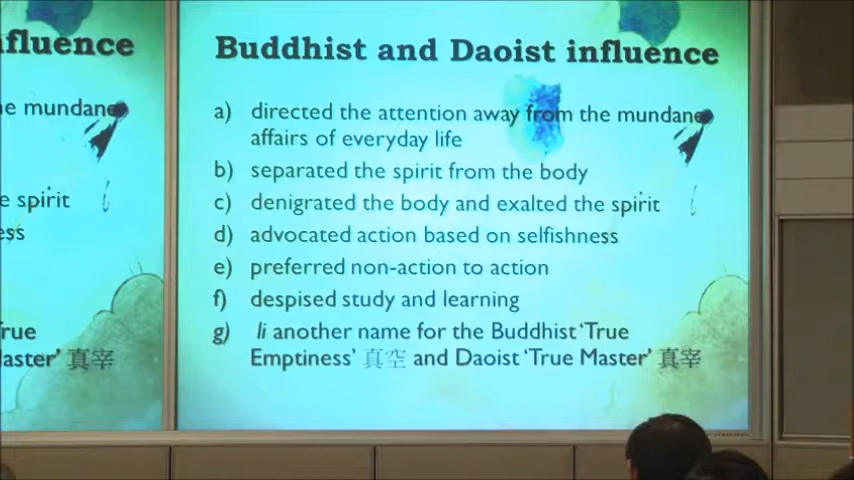 fluence
e mundane
e spirit
ess
rue
aster’ 真宰
Buddhist and Daoist influence
a) directed the attention away from the mundane
affairs of everyday life
b) separated the spirit from the body
c) denigrated the body and exalted the spirit
d) advocated action based on selfishness
e) preferred non-action to action
f) despised study and learning
g) li another name for the Buddhist ‘True
Emptiness’ 真空 and Daoist ‘True Master’ 真宰